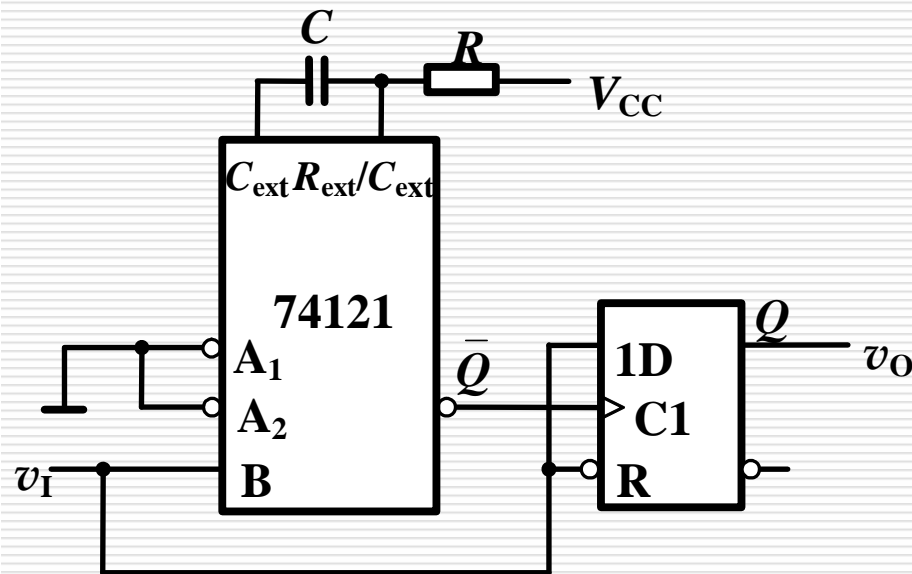 C
R
V_CC
C_ext R_ext/C_ext
74121
A_1
A_2
B
v_I
Q̄
1D
C1
R
Q
v_O